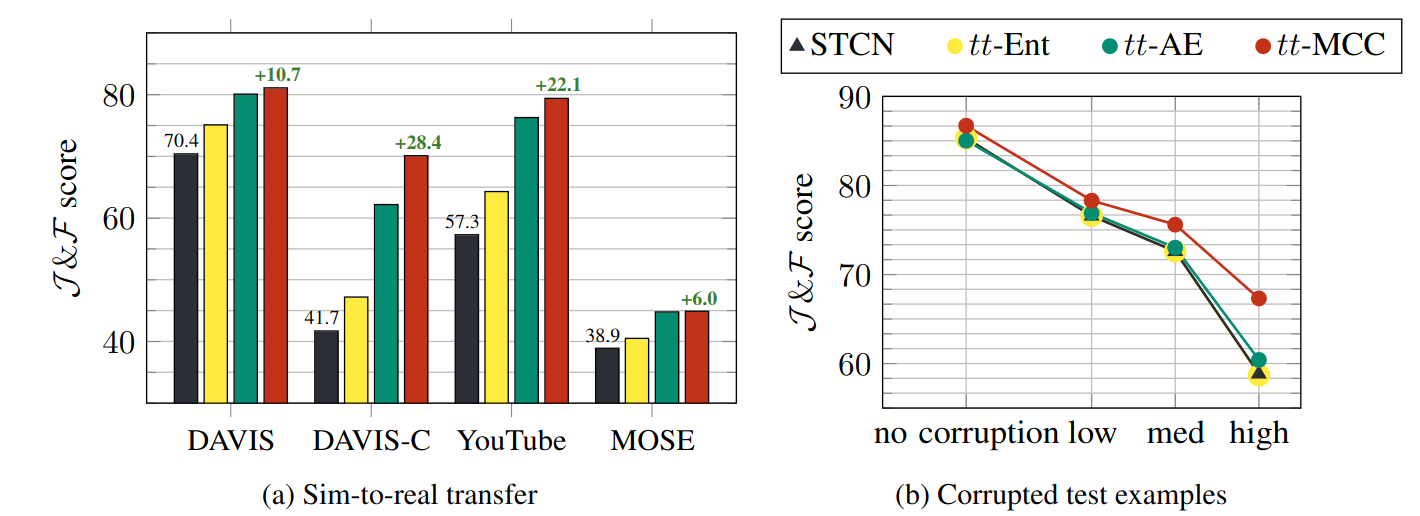 J&F score
80
60
40
70.4
+10.7
41.7
+28.4
57.3
+22.1
38.9
+6.0
DAVIS DAVIS-C YouTube MOSE
(a) Sim-to-real transfer
STCN tt-Ent tt-AE tt-MCC
J&F score
90
80
70
60
no corruption low med high
(b) Corrupted test examples